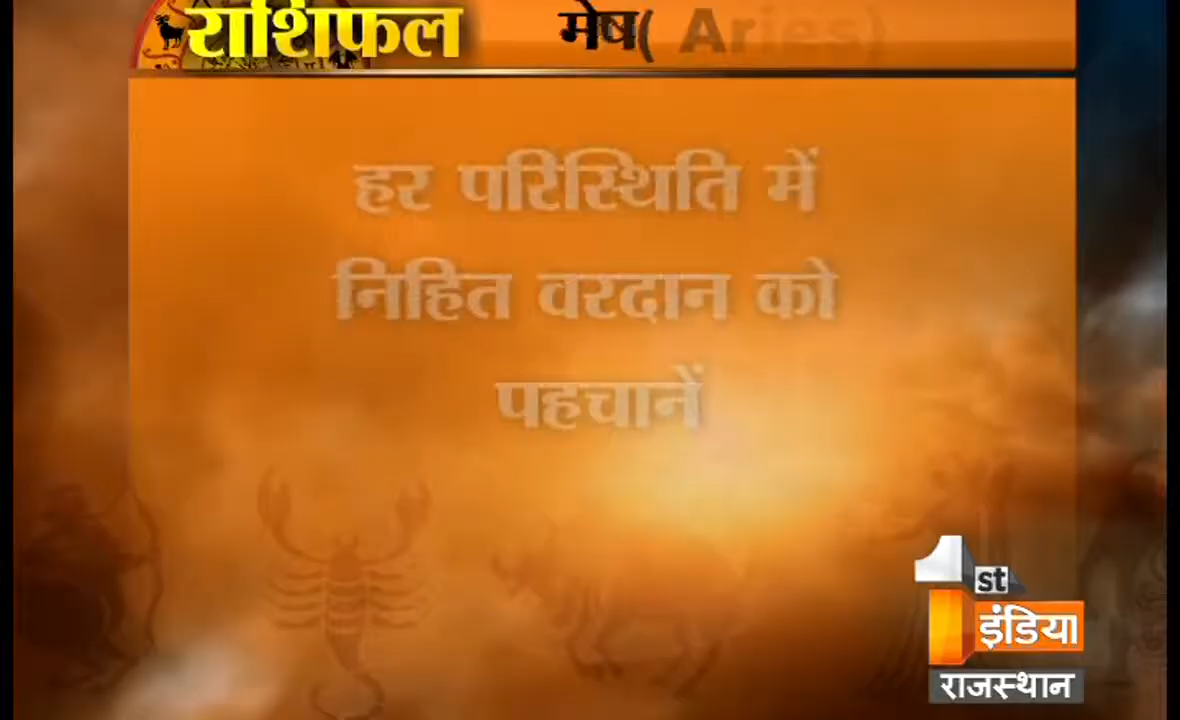 राशिफल
मेष( Aries)
हर परिस्थिति में
निहित वरदान को
पहचानें
1st
इंडिया
राजस्थान